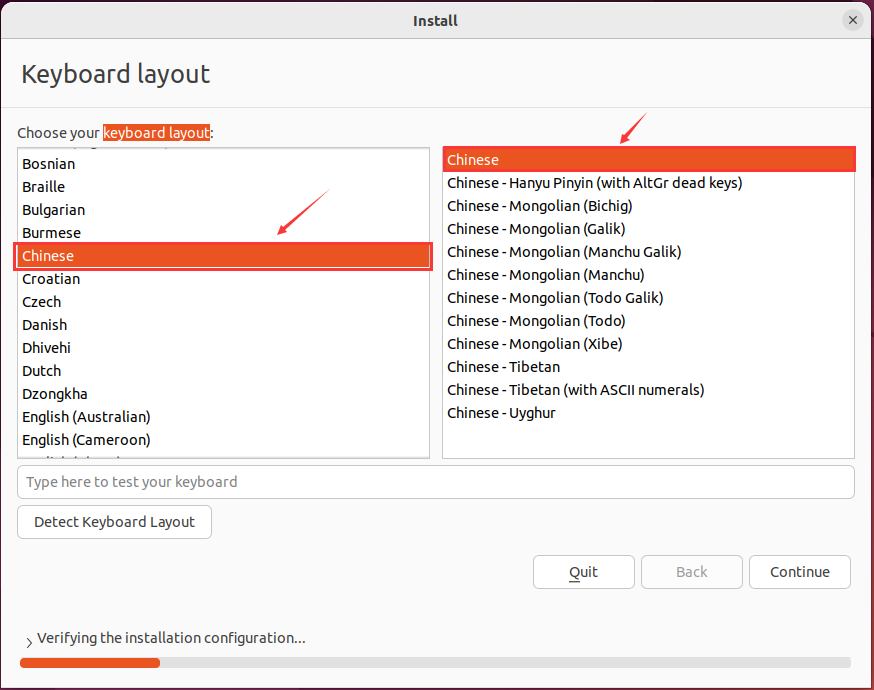 Install
Keyboard layout
Choose your keyboard layout:
Bosnian
Braille
Bulgarian
Burmese
Chinese
Croatian
Czech
Danish
Dhivehi
Dutch
Dzongkha
English (Australian)
English (Cameroon)
Chinese
Chinese - Hanyu Pinyin (with AltGr dead keys)
Chinese - Mongolian (Bichig)
Chinese - Mongolian (Galik)
Chinese - Mongolian (Manchu Galik)
Chinese - Mongolian (Manchu)
Chinese - Mongolian (Todo Galik)
Chinese - Mongolian (Todo)
Chinese - Mongolian (Xibe)
Chinese - Tibetan
Chinese - Tibetan (with ASCII numerals)
Chinese - Uyghur
Type here to test your keyboard
Detect Keyboard Layout
Quit
Back
Continue
Verifying the installation configuration...